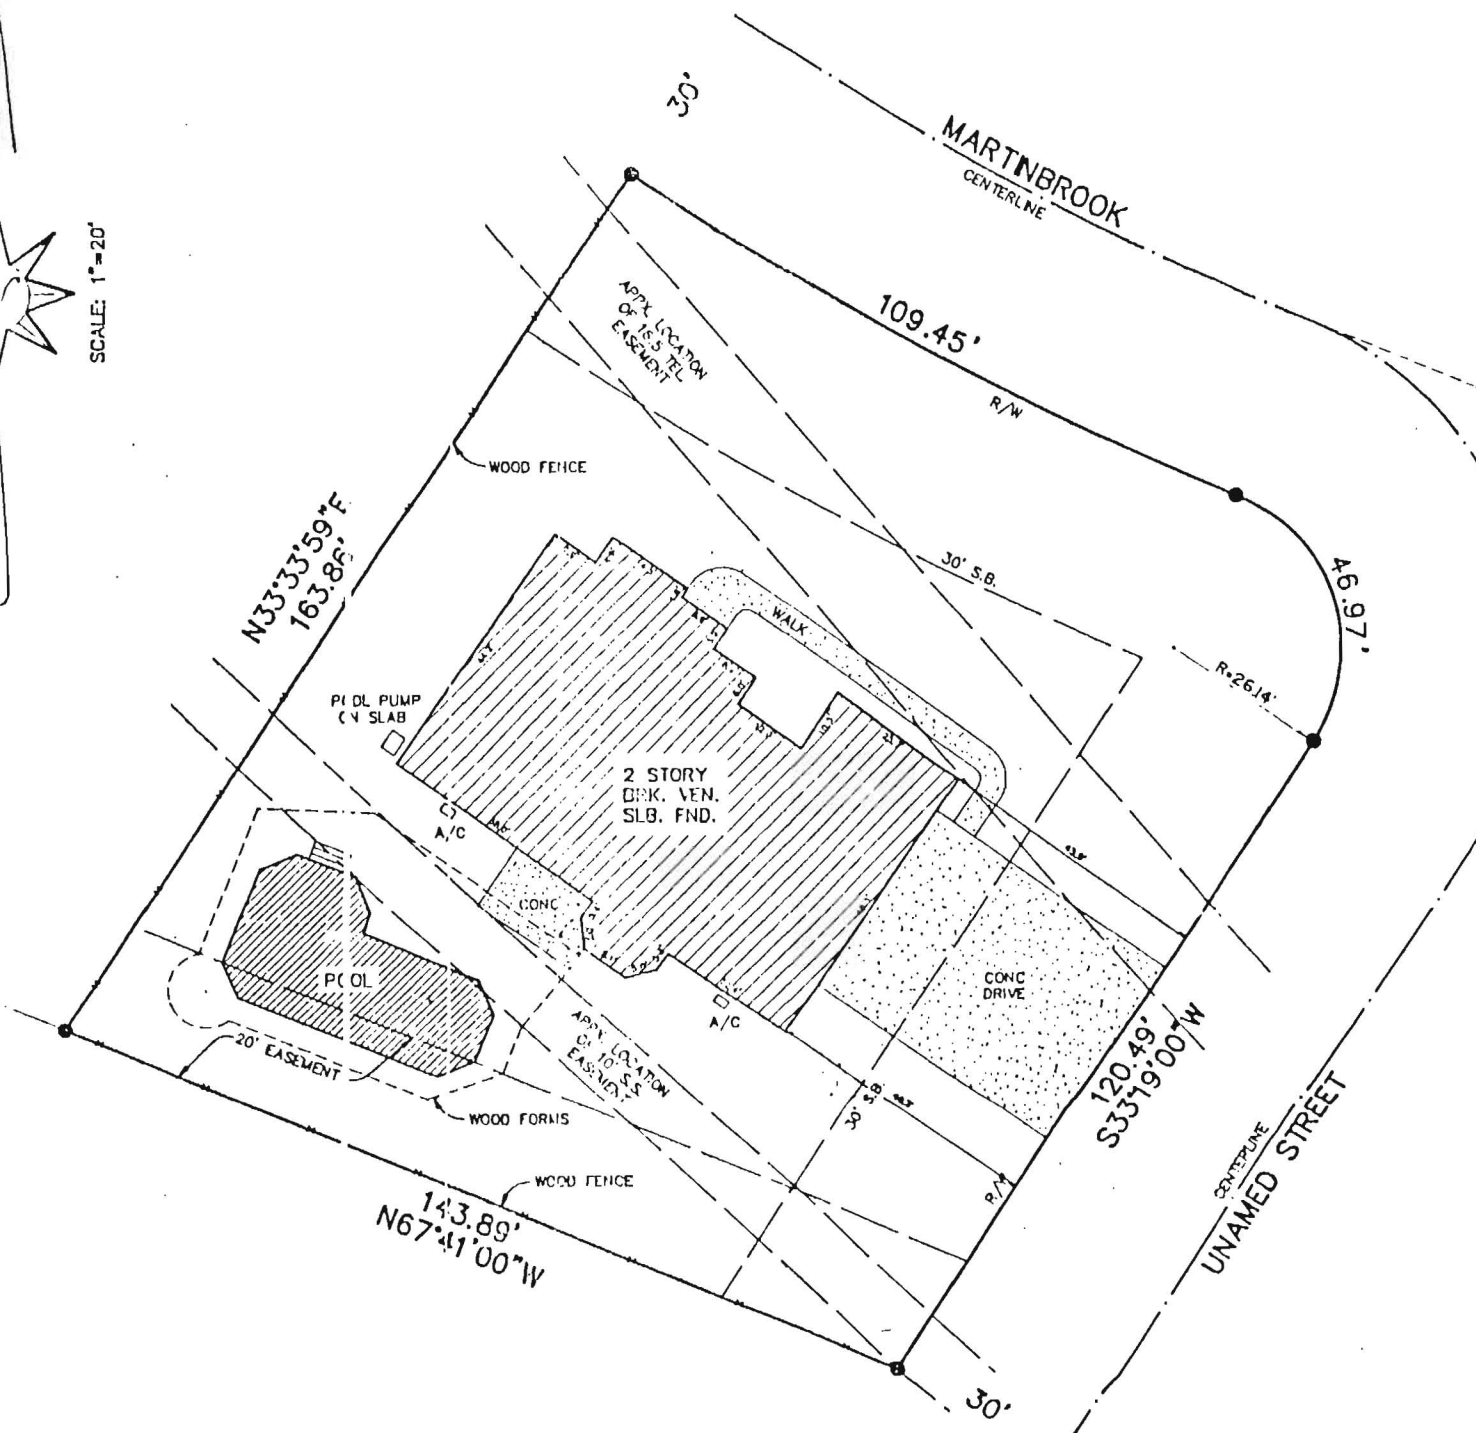 30'
MARTINBROOK
CENTERLINE
SCALE: 1"=20'
109.45'
R/W
APPX. LOCATION
OF 16.5 TEL.
EASEMENT
WOOD FENCE
N33°33'59"E
163.86'
30' S.B.
46.97'
R=26.14'
WALK
POOL PUMP
ON SLAB
2 STORY
BRK. VEN.
SLB. FND.
A/C
CONC
POOL
CONC
DRIVE
A/C
20' EASEMENT
APPX. LOCATION
OF 10' S.S.
EASEMENT
30' S.B.
120.49'
S33°19'00"W
WOOD FORMS
WOOD FENCE
R/W
CENTERLINE
UNAMED STREET
143.89'
N67°41'00"W
30'